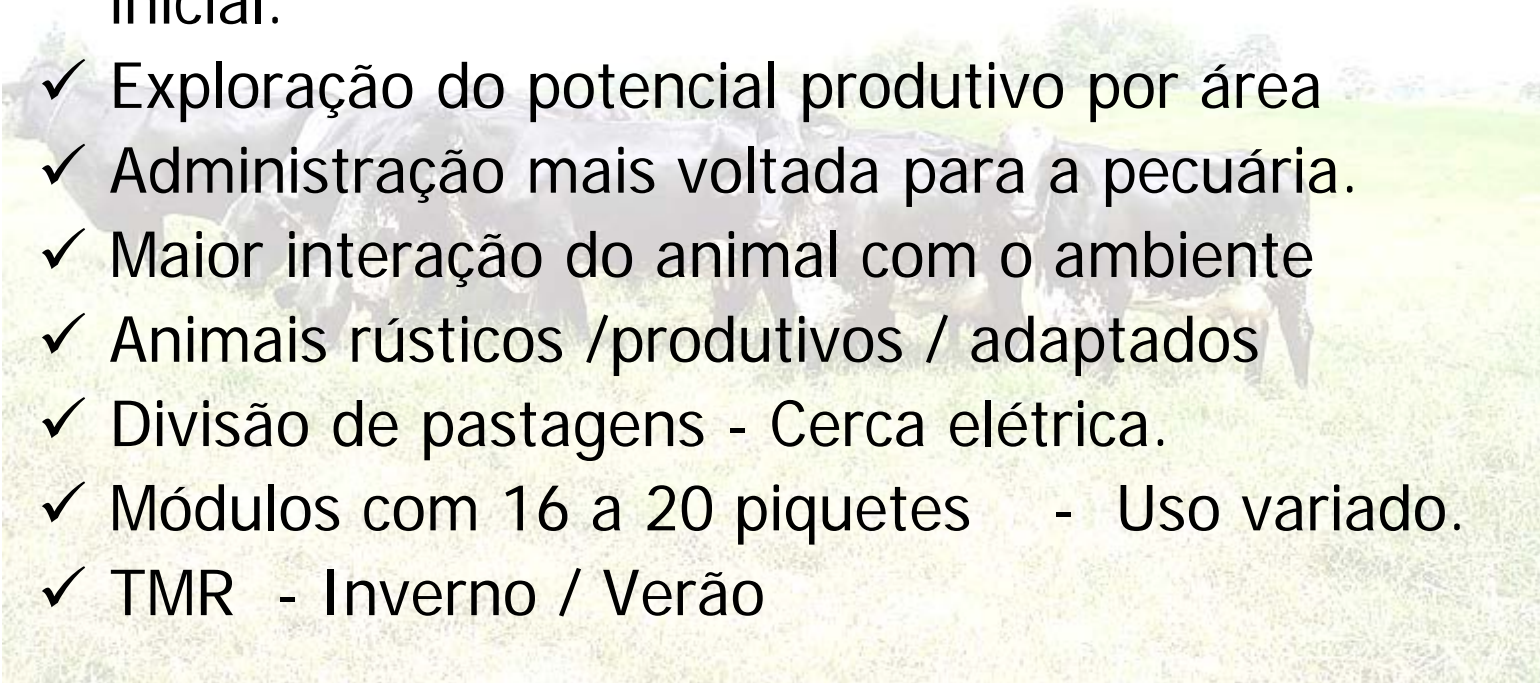 inicial.
✓ Exploração do potencial produtivo por área
✓ Administração mais voltada para a pecuária.
✓ Maior interação do animal com o ambiente
✓ Animais rústicos /produtivos / adaptados
✓ Divisão de pastagens - Cerca elétrica.
✓ Módulos com 16 a 20 piquetes - Uso variado.
✓ TMR - Inverno / Verão